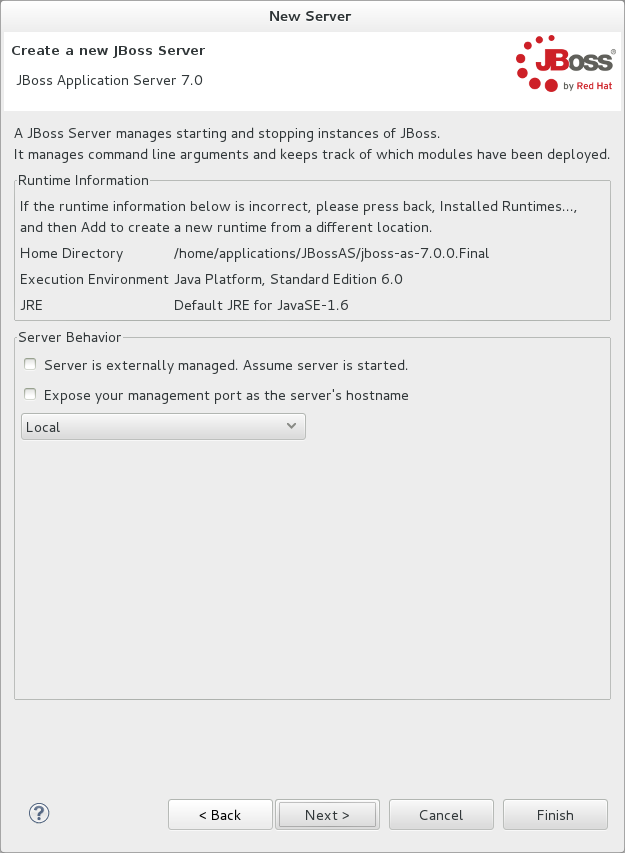 New Server
Create a new JBoss Server
JBoss Application Server 7.0
JBoss®
by Red Hat
A JBoss Server manages starting and stopping instances of JBoss.
It manages command line arguments and keeps track of which modules have been deployed.
Runtime Information
If the runtime information below is incorrect, please press back, Installed Runtimes...,
and then Add to create a new runtime from a different location.
Home Directory /home/applications/JBossAS/jboss-as-7.0.0.Final
Execution Environment Java Platform, Standard Edition 6.0
JRE Default JRE for JavaSE-1.6
Server Behavior
Server is externally managed. Assume server is started.
Expose your management port as the server's hostname
Local
? < Back Next > Cancel Finish